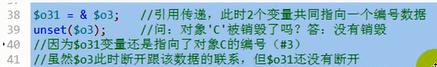 38 $o31 = & $o3; //引用传递，此时2个变量共同指向一个编号数据
39 unset($o3); //问：对象'C'被销毁了吗？答：没有销毁
40 //因为$o31变量还是指向了对象C的编号（#3）
41 //虽然$o3此时断开跟该数据的联系，但$o31还没有断开